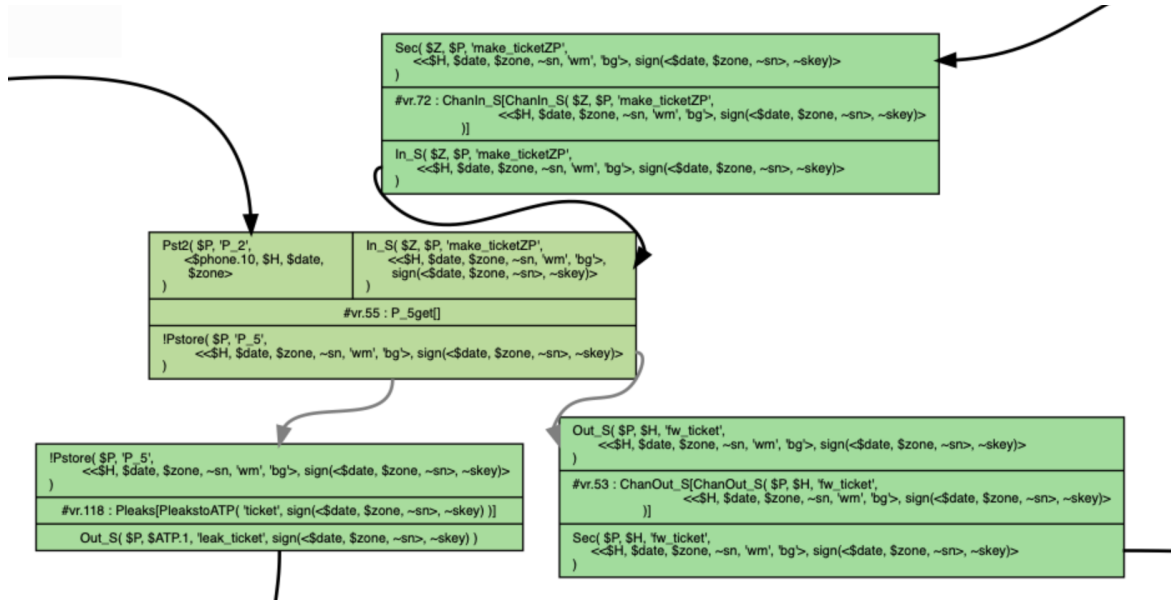 Sec( $Z, $P, 'make_ticketZP',
<<$H, $date, $zone, ~sn, 'wm', 'bg'>, sign(<$date, $zone, ~sn>, ~skey)>
)
#vr.72 : ChanIn_S[ChanIn_S( $Z, $P, 'make_ticketZP',
<<$H, $date, $zone, ~sn, 'wm', 'bg'>, sign(<$date, $zone, ~sn>, ~skey)>
)]
In_S( $Z, $P, 'make_ticketZP',
<<$H, $date, $zone, ~sn, 'wm', 'bg'>, sign(<$date, $zone, ~sn>, ~skey)>
)
Pst2( $P, 'P_2',
<$phone.10, $H, $date,
$zone>
)
In_S( $Z, $P, 'make_ticketZP',
<<$H, $date, $zone, ~sn, 'wm', 'bg'>,
sign(<$date, $zone, ~sn>, ~skey)>
)
#vr.55 : P_5get[]
!Pstore( $P, 'P_5',
<<$H, $date, $zone, ~sn, 'wm', 'bg'>, sign(<$date, $zone, ~sn>, ~skey)>
)
!Pstore( $P, 'P_5',
<<$H, $date, $zone, ~sn, 'wm', 'bg'>, sign(<$date, $zone, ~sn>, ~skey)>
)
#vr.118 : Pleaks[PleakstoATP( 'ticket', sign(<$date, $zone, ~sn>, ~skey) )]
Out_S( $P, $ATP.1, 'leak_ticket', sign(<$date, $zone, ~sn>, ~skey) )
Out_S( $P, $H, 'fw_ticket',
<<$H, $date, $zone, ~sn, 'wm', 'bg'>, sign(<$date, $zone, ~sn>, ~skey)>
)
#vr.53 : ChanOut_S[ChanOut_S( $P, $H, 'fw_ticket',
<<$H, $date, $zone, ~sn, 'wm', 'bg'>, sign(<$date, $zone, ~sn>, ~skey)>
)]
Sec( $P, $H, 'fw_ticket',
<<$H, $date, $zone, ~sn, 'wm', 'bg'>, sign(<$date, $zone, ~sn>, ~skey)>
)